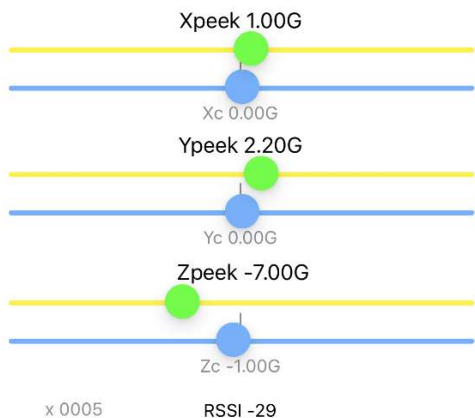 Xpeek 1.00G
Xc 0.00G
Ypeek 2.20G
Yc 0.00G
Zpeek -7.00G
Zc -1.00G
x 0005 RSSI -29